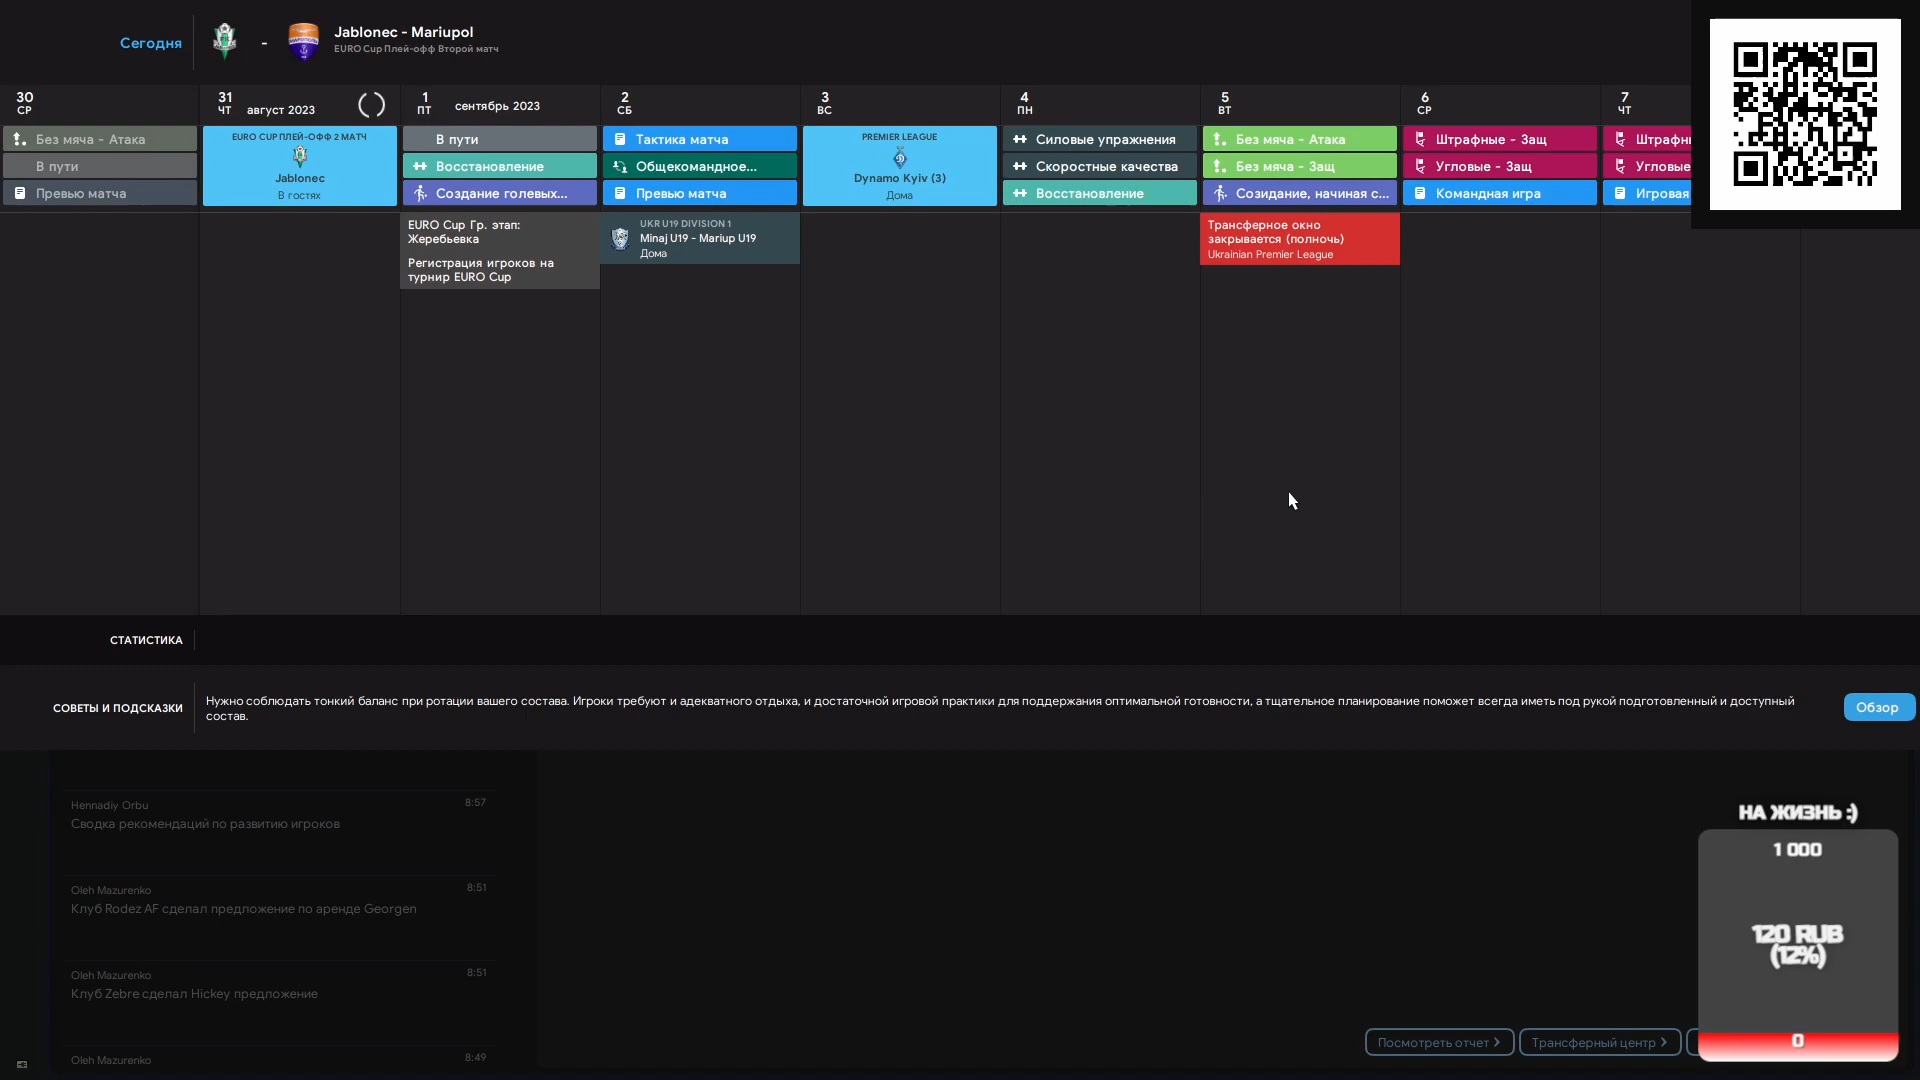 Сегодня
-
Jablonec - Mariupol
EURO Cup Плей-офф Второй матч
30
СР
31
ЧТ
август 2023
1
ПТ
сентябрь 2023
2
СБ
3
ВС
4
ПН
5
ВТ
6
СР
7
ЧТ
Без мяча - Атака
В пути
Превью матча
EURO CUP ПЛЕЙ-ОФФ 2 МАТЧ
Jablonec
В гостях
В пути
Восстановление
Создание голевых...
EURO Cup Гр. этап:
Жеребьевка
Регистрация игроков на
турнир EURO Cup
Тактика матча
Общекомандное...
Превью матча
UKR U19 DIVISION 1
Minaj U19 - Mariup U19
Дома
PREMIER LEAGUE
Dynamo Kyiv (3)
Дома
Силовые упражнения
Скоростные качества
Восстановление
Без мяча - Атака
Без мяча - Защ
Созидание, начиная с...
Трансферное окно
закрывается (полночь)
Ukrainian Premier League
Штрафные - Защ
Угловые - Защ
Командная игра
Штрафн
Угловые
Игровая
СТАТИСТИКА
СОВЕТЫ И ПОДСКАЗКИ
Нужно соблюдать тонкий баланс при ротации вашего состава. Игроки требуют и адекватного отдыха, и достаточной игровой практики для поддержания оптимальной готовности, а тщательное планирование поможет всегда иметь под рукой подготовленный и доступный
состав.
Обзор
Hennadiy Orbu
8:57
Сводка рекомендаций по развитию игроков
Oleh Mazurenko
8:51
Клуб Rodez AF сделал предложение по аренде Georgen
Oleh Mazurenko
8:51
Клуб Zebre сделал Hickey предложение
Oleh Mazurenko
8:49
Посмотреть отчет
Трансферный центр
НА ЖИЗНЬ :)
1 000
120 RUB
(12%)
0